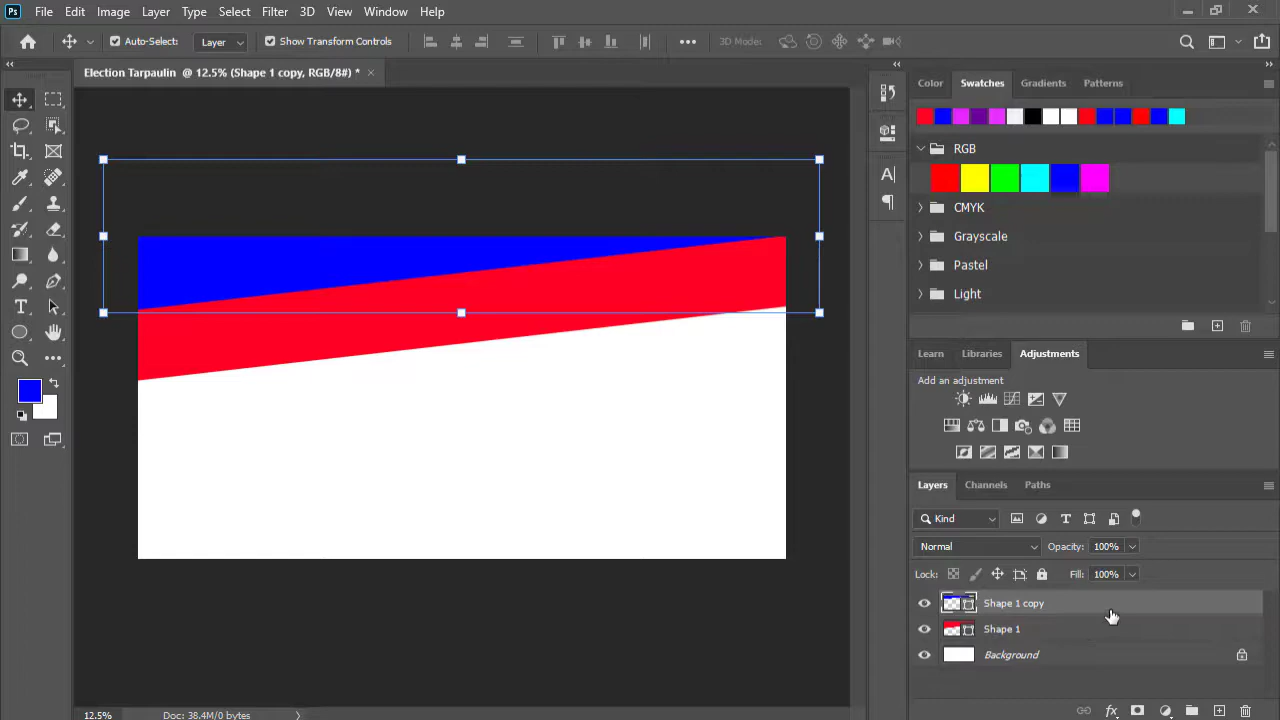 Ps File Edit Image Layer Type Select Filter 3D View Window Help
Auto-Select: Layer Show Transform Controls 3D Mode:
Election Tarpaulin @ 12.5% (Shape 1 copy, RGB/8#) *
Color Swatches Gradients Patterns
RGB
CMYK
Grayscale
Pastel
Light
Learn Libraries Adjustments
Add an adjustment
Layers Channels Paths
Kind
Normal Opacity: 100%
Lock: Fill: 100%
Shape 1 copy
Shape 1
Background
12.5% Doc: 38.4M/0 bytes